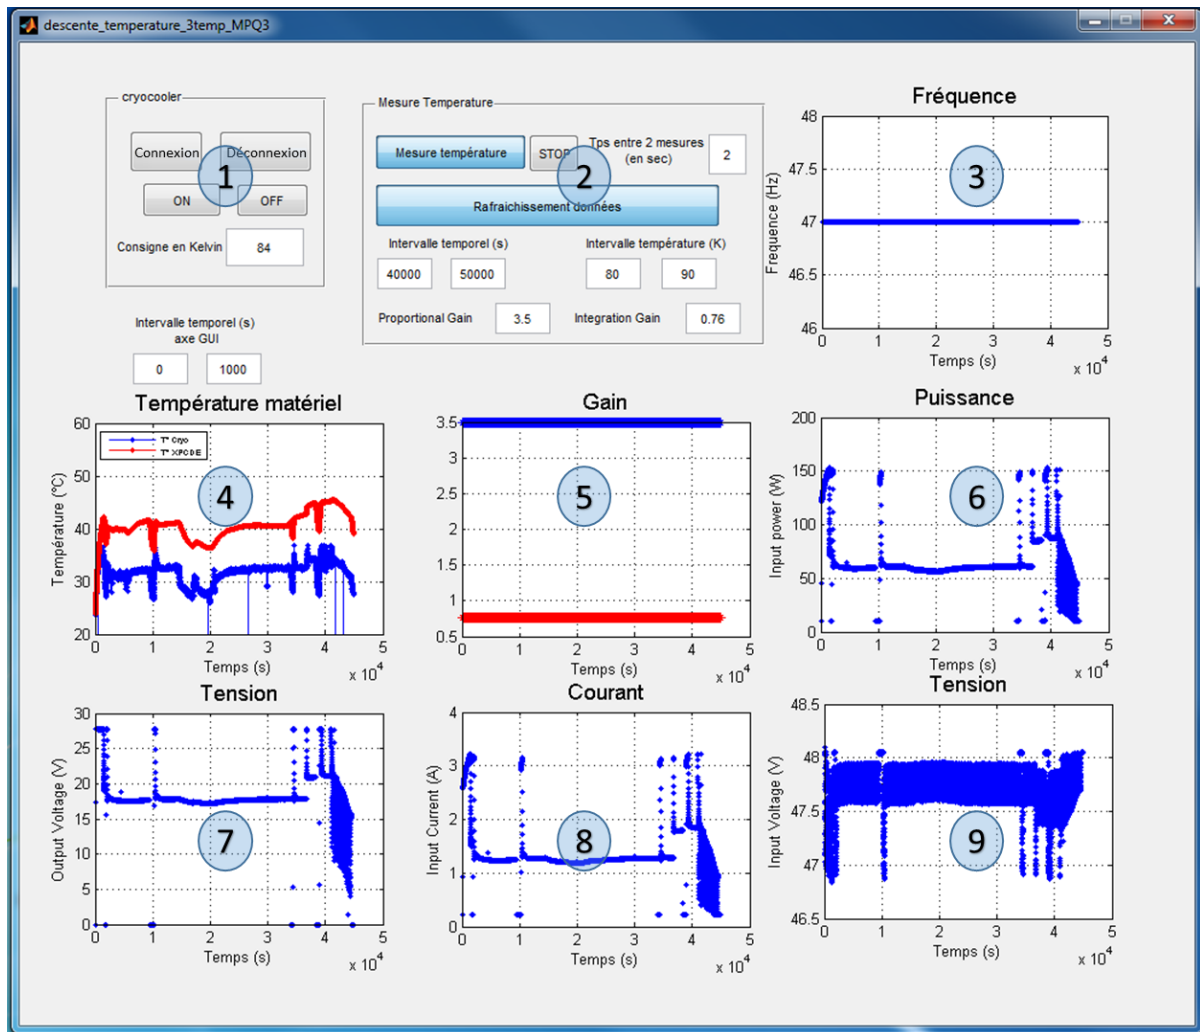 descente_temperature_3temp_MPQ3
cryocooler
Connexion Déconnexion
1
ON OFF
Consigne en Kelvin 84
Intervalle temporel (s)
axe GUI
0 1000
Mesure Temperature
Mesure température STOP Tps entre 2 mesures
(en sec) 2
2
Rafraichissement données
Intervalle temporel (s) Intervalle température (K)
40000 50000 80 90
Proportional Gain 3.5 Integration Gain 0.76
Fréquence
48
47.5
47
46.5
46
Frequence (Hz)
3
0 1 2 3 4 5
Temps (s)
x 10^4
Température matériel
60
50
40
30
20
Température (°C)
T° Cryo
T° XPCDE
4
0 1 2 3 4 5
Temps (s)
x 10^4
Gain
3.5
3
2.5
2
1.5
1
0.5
5
0 1 2 3 4 5
Temps (s)
x 10^4
Puissance
200
150
100
50
0
Input power (W)
6
0 1 2 3 4 5
Temps (s)
x 10^4
Tension
30
25
20
15
10
5
0
Output Voltage (V)
7
0 1 2 3 4 5
Temps (s)
x 10^4
Courant
4
3
2
1
0
Input Current (A)
8
0 1 2 3 4 5
Temps (s)
x 10^4
Tension
48.5
48
47.5
47
46.5
Input Voltage (V)
9
0 1 2 3 4 5
Temps (s)
x 10^4